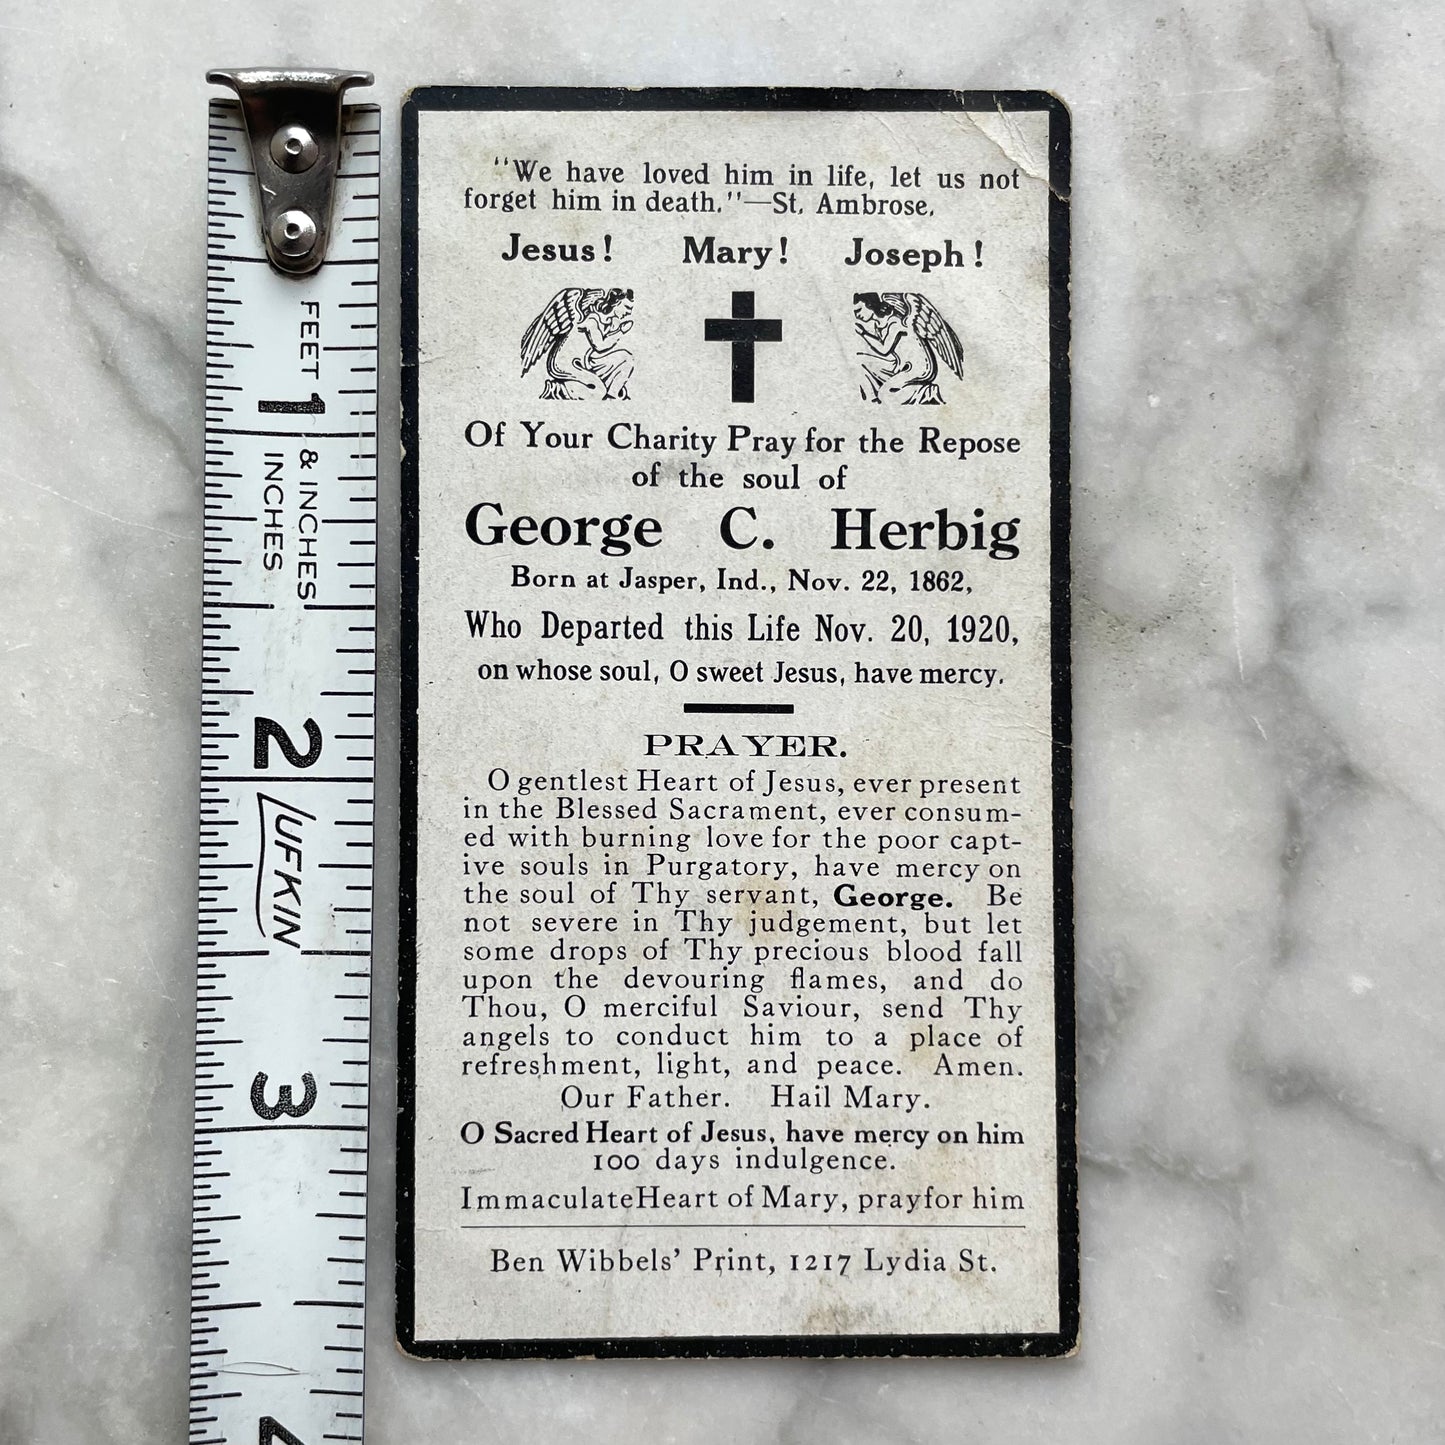 "We have loved him in life, let us not
forget him in death."—St. Ambrose.
Jesus! Mary! Joseph!
Of Your Charity Pray for the Repose
of the soul of
George C. Herbig
Born at Jasper, Ind., Nov. 22, 1862,
Who Departed this Life Nov. 20, 1920,
on whose soul, O sweet Jesus, have mercy.
PRAYER.
O gentlest Heart of Jesus, ever present
in the Blessed Sacrament, ever consum-
ed with burning love for the poor capt-
ive souls in Purgatory, have mercy on
the soul of Thy servant, George. Be
not severe in Thy judgement, but let
some drops of Thy precious blood fall
upon the devouring flames, and do
Thou, O merciful Saviour, send Thy
angels to conduct him to a place of
refreshment, light, and peace. Amen.
Our Father. Hail Mary.
O Sacred Heart of Jesus, have mercy on him
100 days indulgence.
Immaculate Heart of Mary, pray for him
Ben Wibbels' Print, 1217 Lydia St.
FEET & INCHES
INCHES
1
2
LUFKIN
3
4